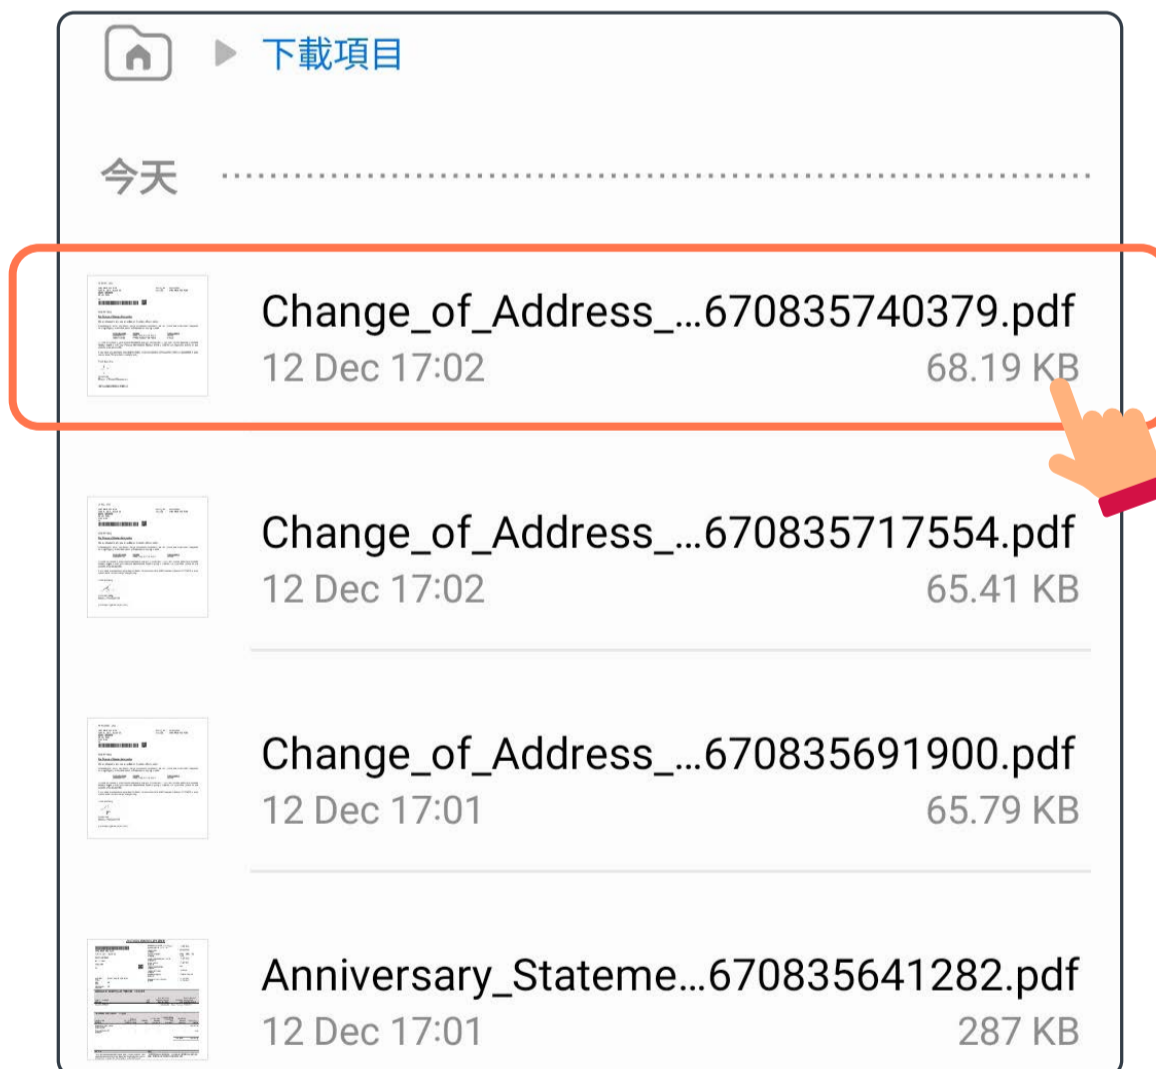 下載項目
今天
Change_of_Address_...670835740379.pdf
12 Dec 17:02 68.19 KB
Change_of_Address_...670835717554.pdf
12 Dec 17:02 65.41 KB
Change_of_Address_...670835691900.pdf
12 Dec 17:01 65.79 KB
Anniversary_Stateme...670835641282.pdf
12 Dec 17:01 287 KB